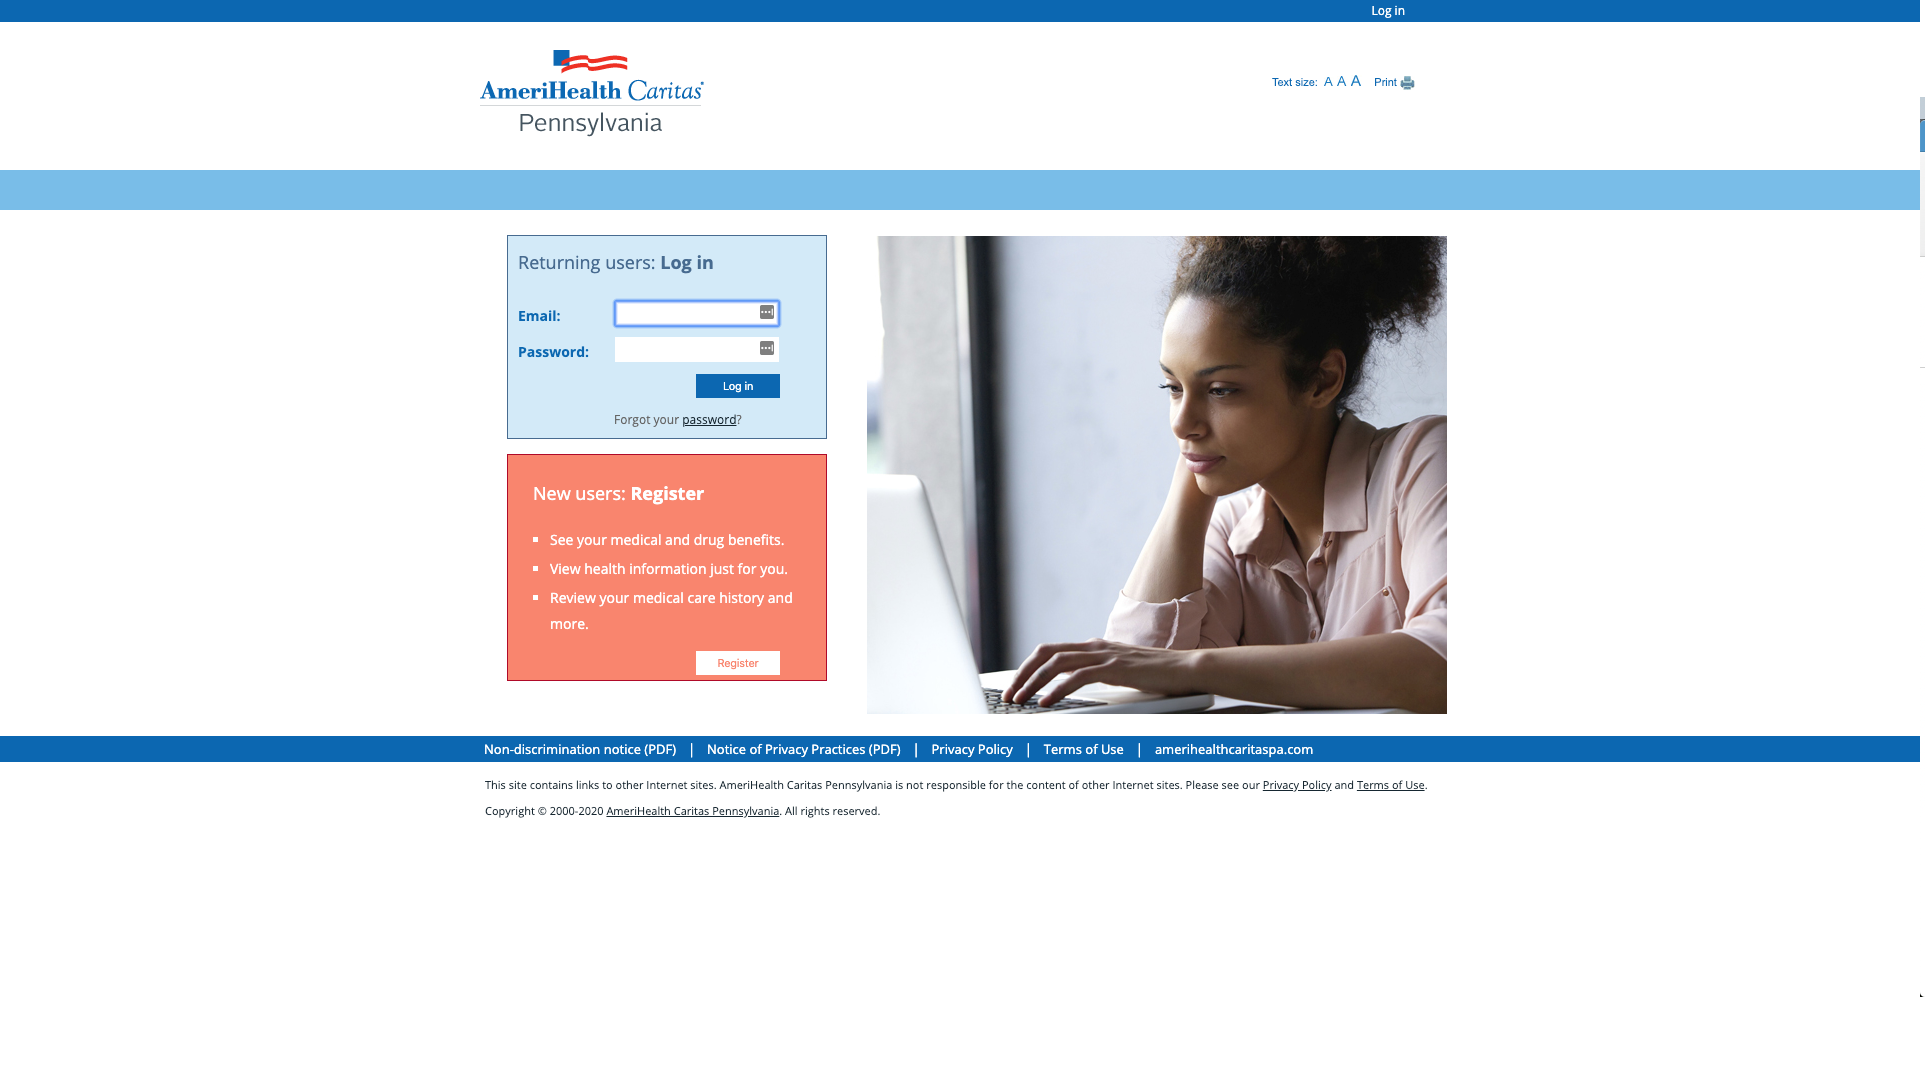 Log in
AmeriHealth Caritas
Pennsylvania
Text size: A A A Print
Returning users: Log in
Email:
Password:
Log in
Forgot your password?
New users: Register
See your medical and drug benefits.
View health information just for you.
Review your medical care history and
more.
Register
Non-discrimination notice (PDF) | Notice of Privacy Practices (PDF) | Privacy Policy | Terms of Use | amerihealthcaritaspa.com
This site contains links to other Internet sites. AmeriHealth Caritas Pennsylvania is not responsible for the content of other Internet sites. Please see our Privacy Policy and Terms of Use.
Copyright © 2000-2020 AmeriHealth Caritas Pennsylvania. All rights reserved.